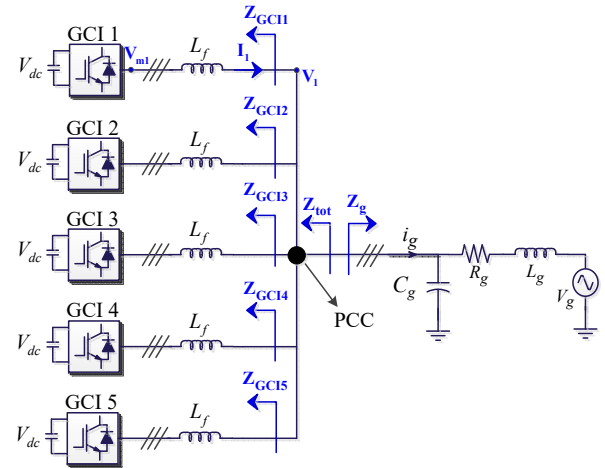 GCI 1
V_dc
V_m1
L_f
I_1
Z_GCI1
V_1
GCI 2
V_dc
L_f
Z_GCI2
GCI 3
V_dc
L_f
Z_GCI3
Z_tot
Z_g
i_g
C_g
R_g
L_g
V_g
PCC
GCI 4
V_dc
L_f
Z_GCI4
GCI 5
V_dc
L_f
Z_GCI5